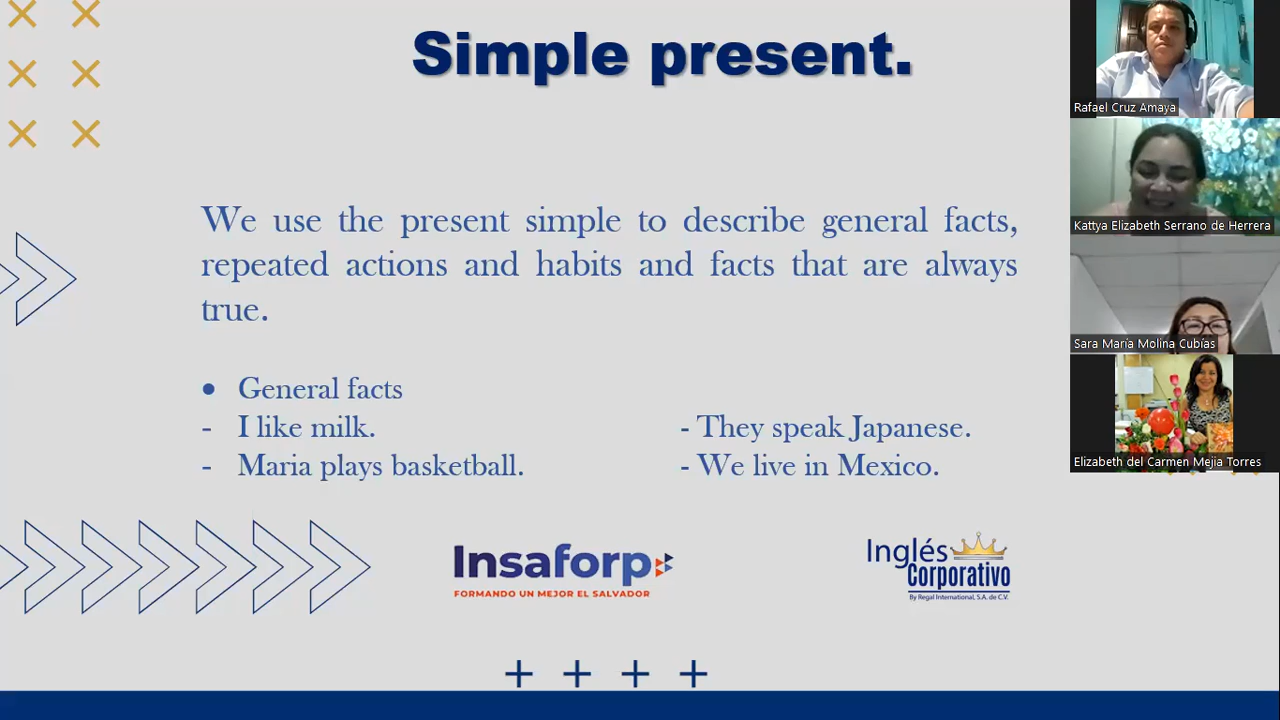 Simple present.
We use the present simple to describe general facts,
repeated actions and habits and facts that are always
true.
• General facts
- I like milk.
- They speak Japanese.
- Maria plays basketball.
- We live in Mexico.
Insaforp
FORMANDO UN MEJOR EL SALVADOR
Inglés
Corporativo
By Regal International, S.A. de C.V.
Rafael Cruz Amaya
Kattya Elizabeth Serrano de Herrera
Sara María Molina Cubías
Elizabeth del Carmen Mejia Torres